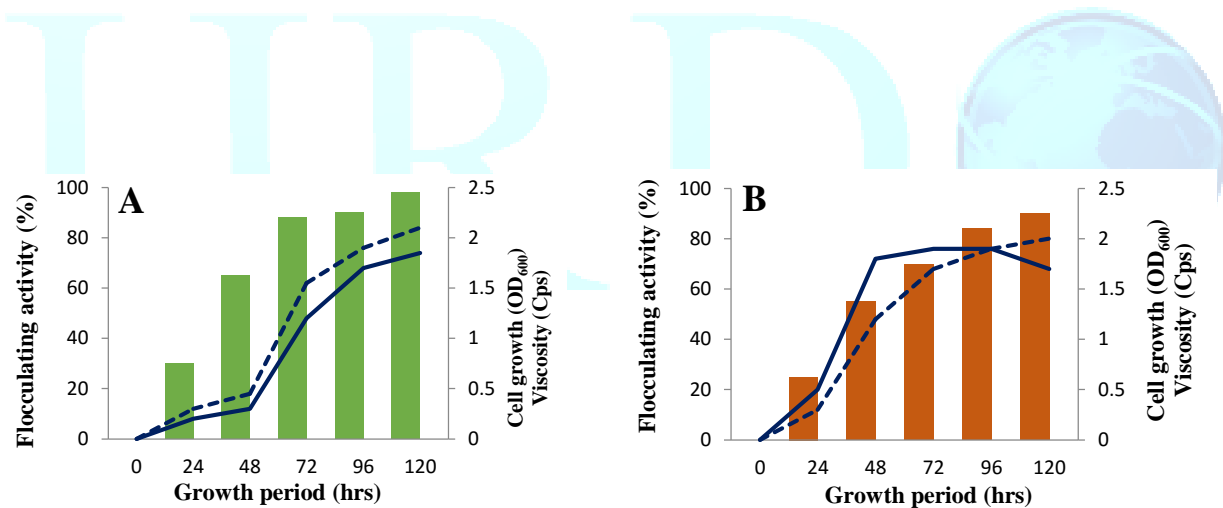 A
Flocculating activity (%)
100
80
60
40
20
0
2.5
2
1.5
1
0.5
0
Cell growth (OD600)
Viscosity (Cps)
0 24 48 72 96 120
Growth period (hrs)
B
Flocculating activity (%)
100
80
60
40
20
0
2.5
2
1.5
1
0.5
0
Cell growth (OD600)
Viscosity (Cps)
0 24 48 72 96 120
Growth period (hrs)